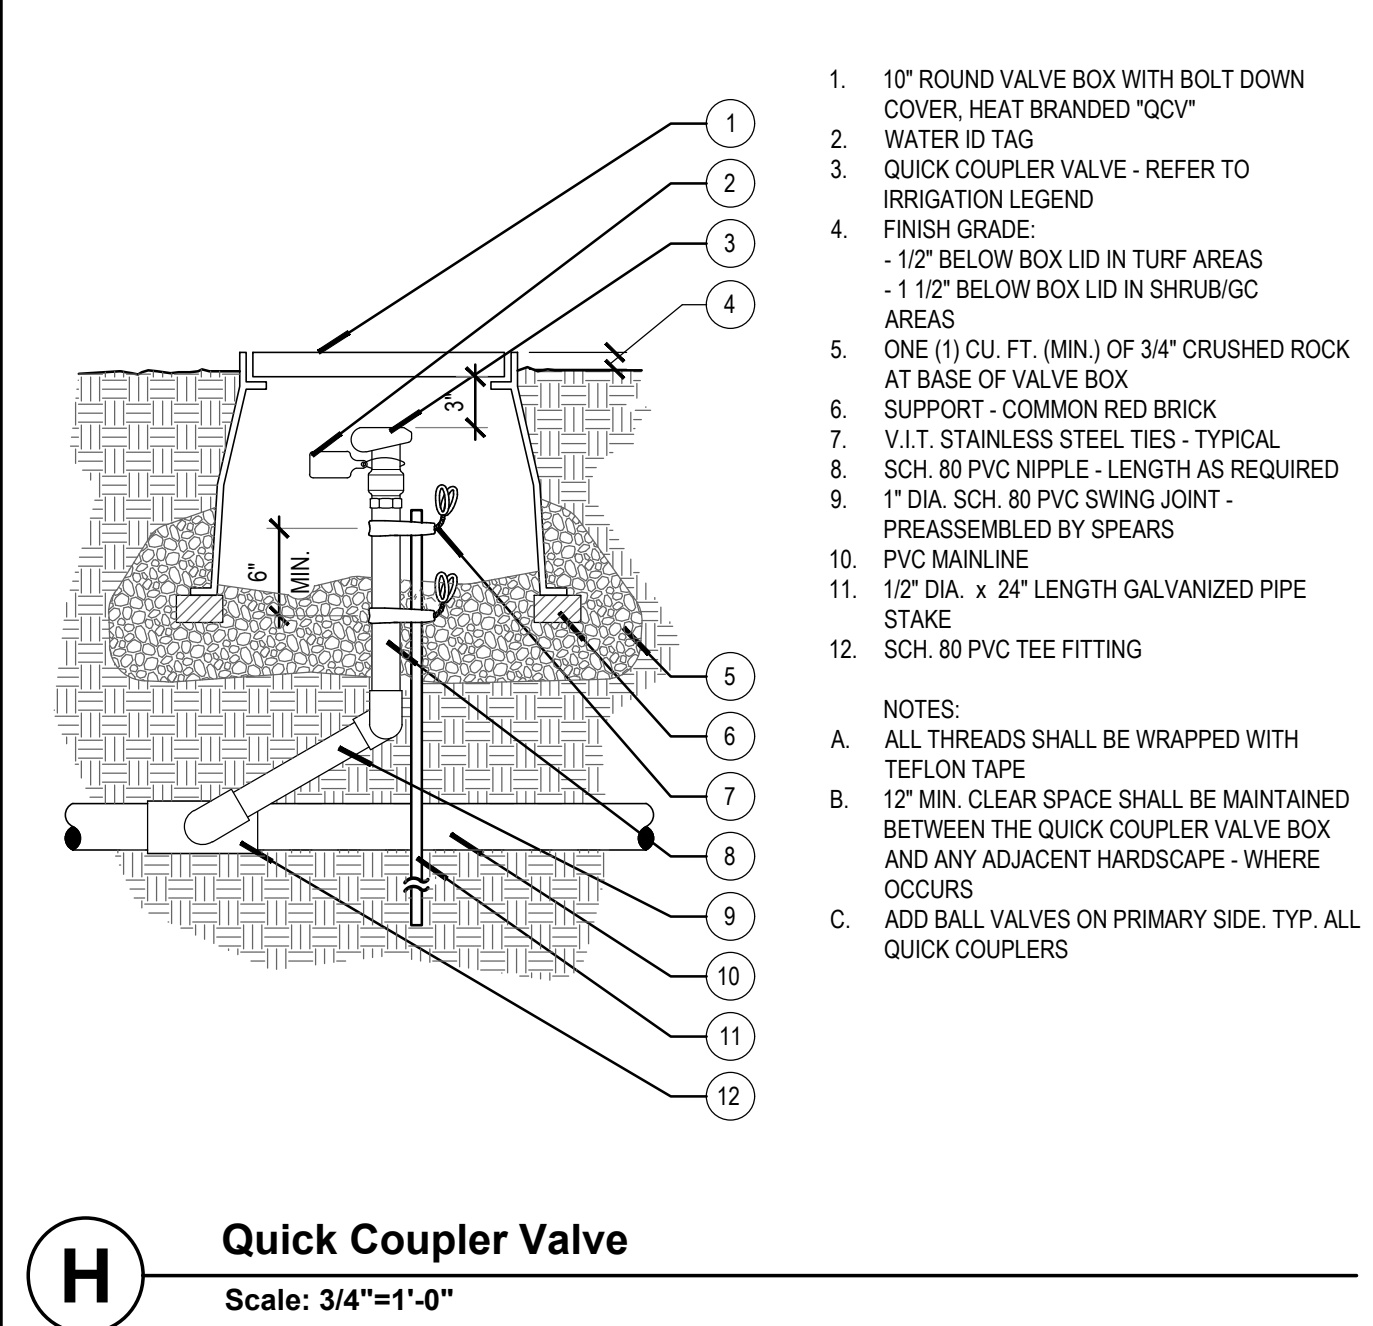 1
2
3
4
3"
6"
MIN.
5
6
7
8
9
10
11
12
1. 10" ROUND VALVE BOX WITH BOLT DOWN
COVER, HEAT BRANDED "QCV"
2. WATER ID TAG
3. QUICK COUPLER VALVE - REFER TO
IRRIGATION LEGEND
4. FINISH GRADE:
- 1/2" BELOW BOX LID IN TURF AREAS
- 1 1/2" BELOW BOX LID IN SHRUB/GC
AREAS
5. ONE (1) CU. FT. (MIN.) OF 3/4" CRUSHED ROCK
AT BASE OF VALVE BOX
6. SUPPORT - COMMON RED BRICK
7. V.I.T. STAINLESS STEEL TIES - TYPICAL
8. SCH. 80 PVC NIPPLE - LENGTH AS REQUIRED
9. 1" DIA. SCH. 80 PVC SWING JOINT -
PREASSEMBLED BY SPEARS
10. PVC MAINLINE
11. 1/2" DIA. x 24" LENGTH GALVANIZED PIPE
STAKE
12. SCH. 80 PVC TEE FITTING
NOTES:
A. ALL THREADS SHALL BE WRAPPED WITH
TEFLON TAPE
B. 12" MIN. CLEAR SPACE SHALL BE MAINTAINED
BETWEEN THE QUICK COUPLER VALVE BOX
AND ANY ADJACENT HARDSCAPE - WHERE
OCCURS
C. ADD BALL VALVES ON PRIMARY SIDE. TYP. ALL
QUICK COUPLERS
H
Quick Coupler Valve
Scale: 3/4"=1'-0"